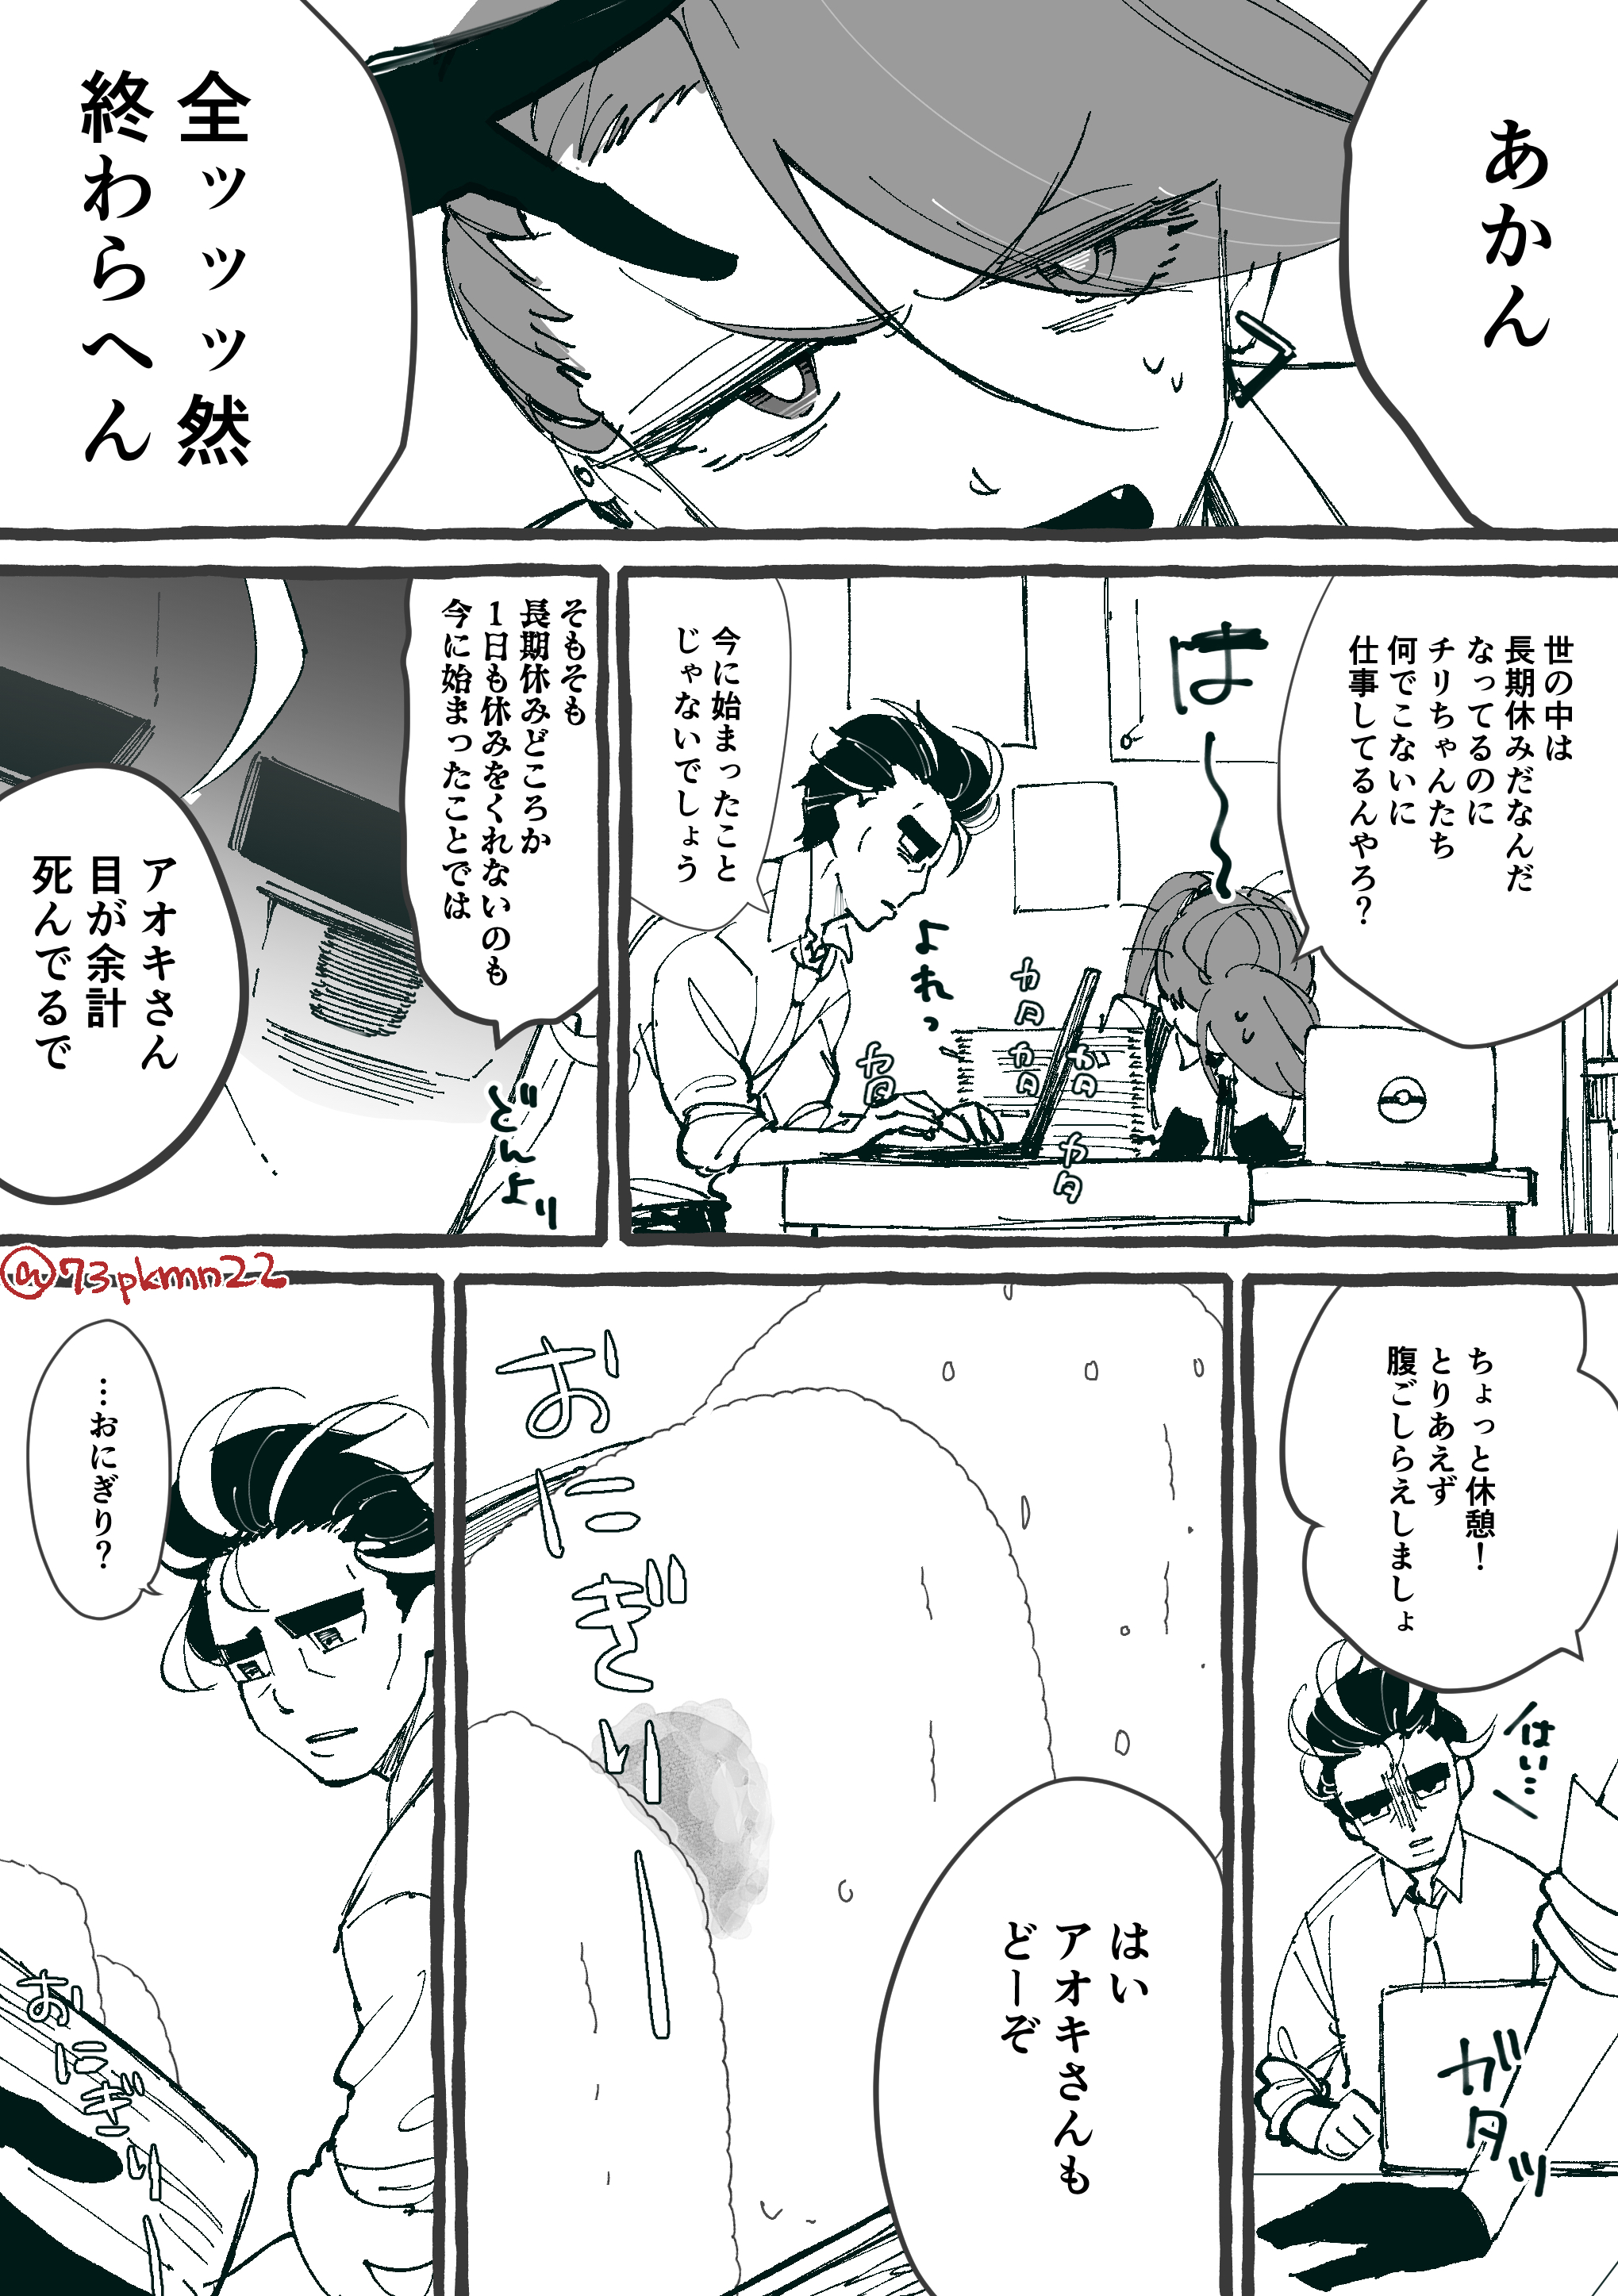 あかん
全ッッッ然
終わらへん
世の中は
長期休みだなんだ
なってるのに
チリちゃんたち
何でこないに
仕事してるんやろ？
は〜
今に始まったこと
じゃないでしょう
よれっ
カタ
カタ
カタ
カタ
カタ
そもそも
長期休みどころか
1日も休みをくれないのも
今に始まったことでは
どんより
アオキさん
目が余計
死んでるで
@73pkmn22
ちょっと休憩！
とりあえず
腹ごしらえしましょ
はい…
ガタッ
おにぎりーー
はい
アオキさんも
どーぞ
…おにぎり？
おにぎりー